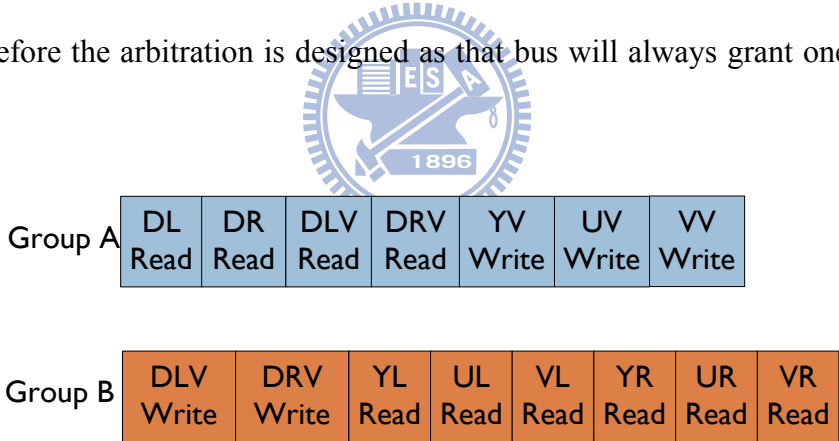 efore the arbitration is designed as that bus will always grant one
ES A
1896
Group A
DL DR DLV DRV YV UV VV
Read Read Read Read Write Write Write
Group B
DLV DRV YL UL VL YR UR VR
Write Write Read Read Read Read Read Read